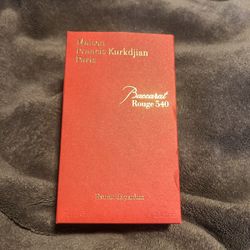 Maison
Francis Kurkdjian
Paris
Baccarat
Rouge 540